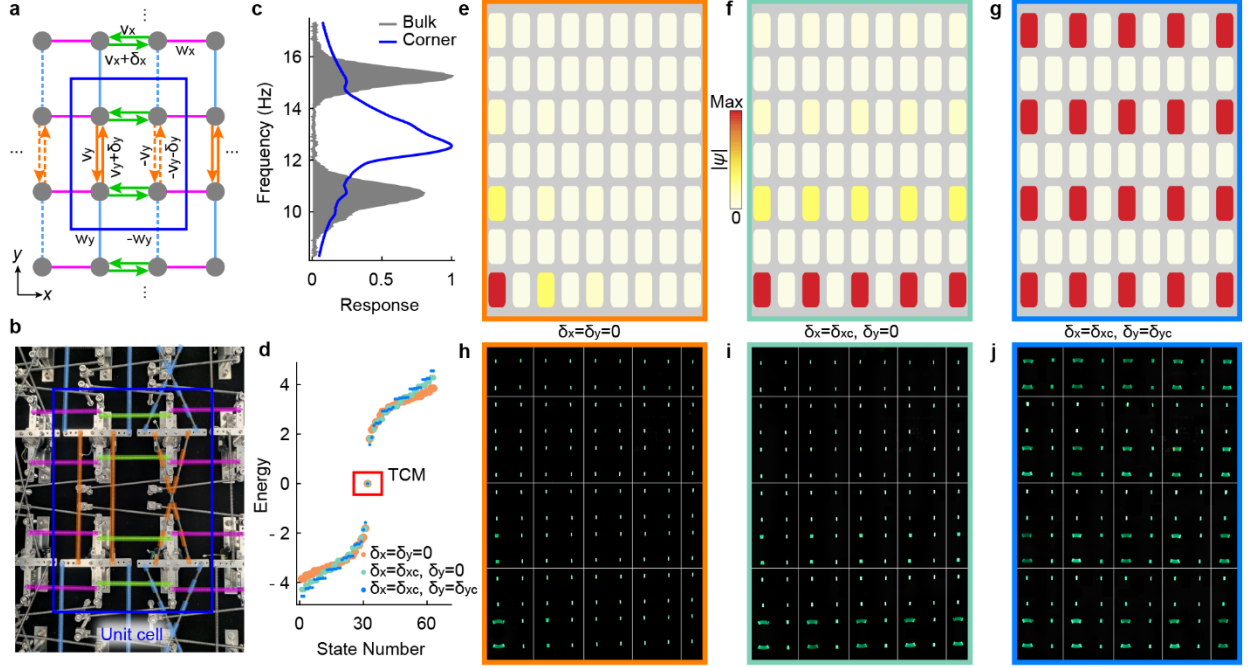 a
vx
vx+δx
wx
vy
vy+δy
-vy
-vy-δy
...
...
wy
-wy
y
x
...
...
b
Unit cell
c
Bulk
Corner
Frequency (Hz)
16
14
12
10
0
0.5
1
Response
d
Energy
4
2
0
- 2
- 4
TCM
δx=δy=0
δx=δxc, δy=0
δx=δxc, δy=δyc
0
30
60
State Number
e
δx=δy=0
f
Max
|ψ|
0
δx=δxc, δy=0
g
δx=δxc, δy=δyc
h
i
j